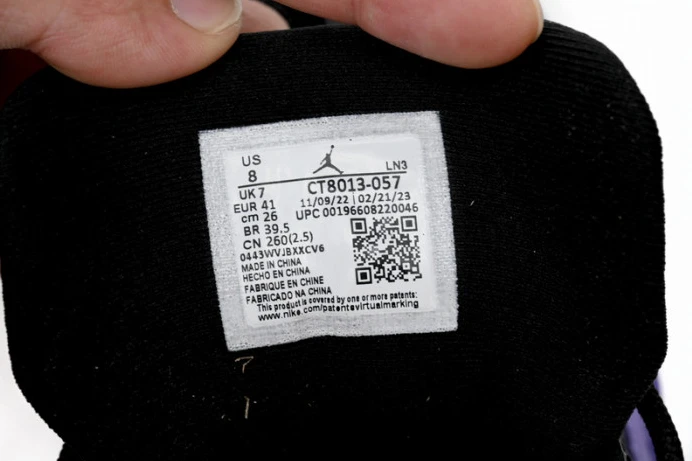 US
8
LN3
UK 7
CT8013-057
EUR 41
11/09/22 02/21/23
cm 26
UPC 00196608220046
BR 39.5
CN 260(2.5)
0443WVJBXXCV6
MADE IN CHINA
HECHO EN CHINA
FABRIQUE EN CHINE
FABRICADO NA CHINA
This product is covered by one or more patents:
www.nike.com/patentevirtualmarking